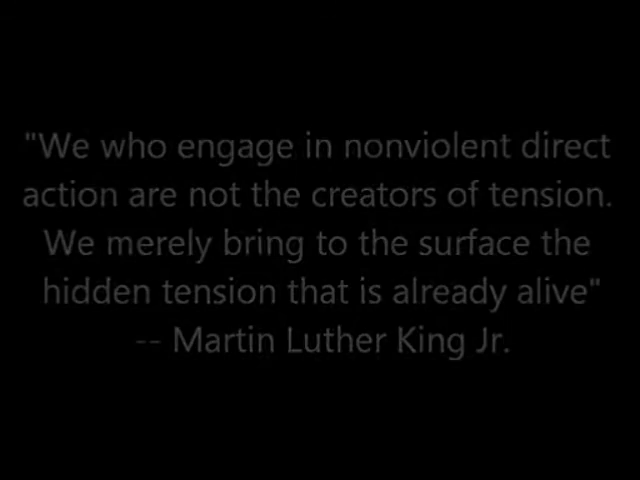 "We who engage in nonviolent direct
action are not the creators of tension.
We merely bring to the surface the
hidden tension that is already alive"
-- Martin Luther King Jr.